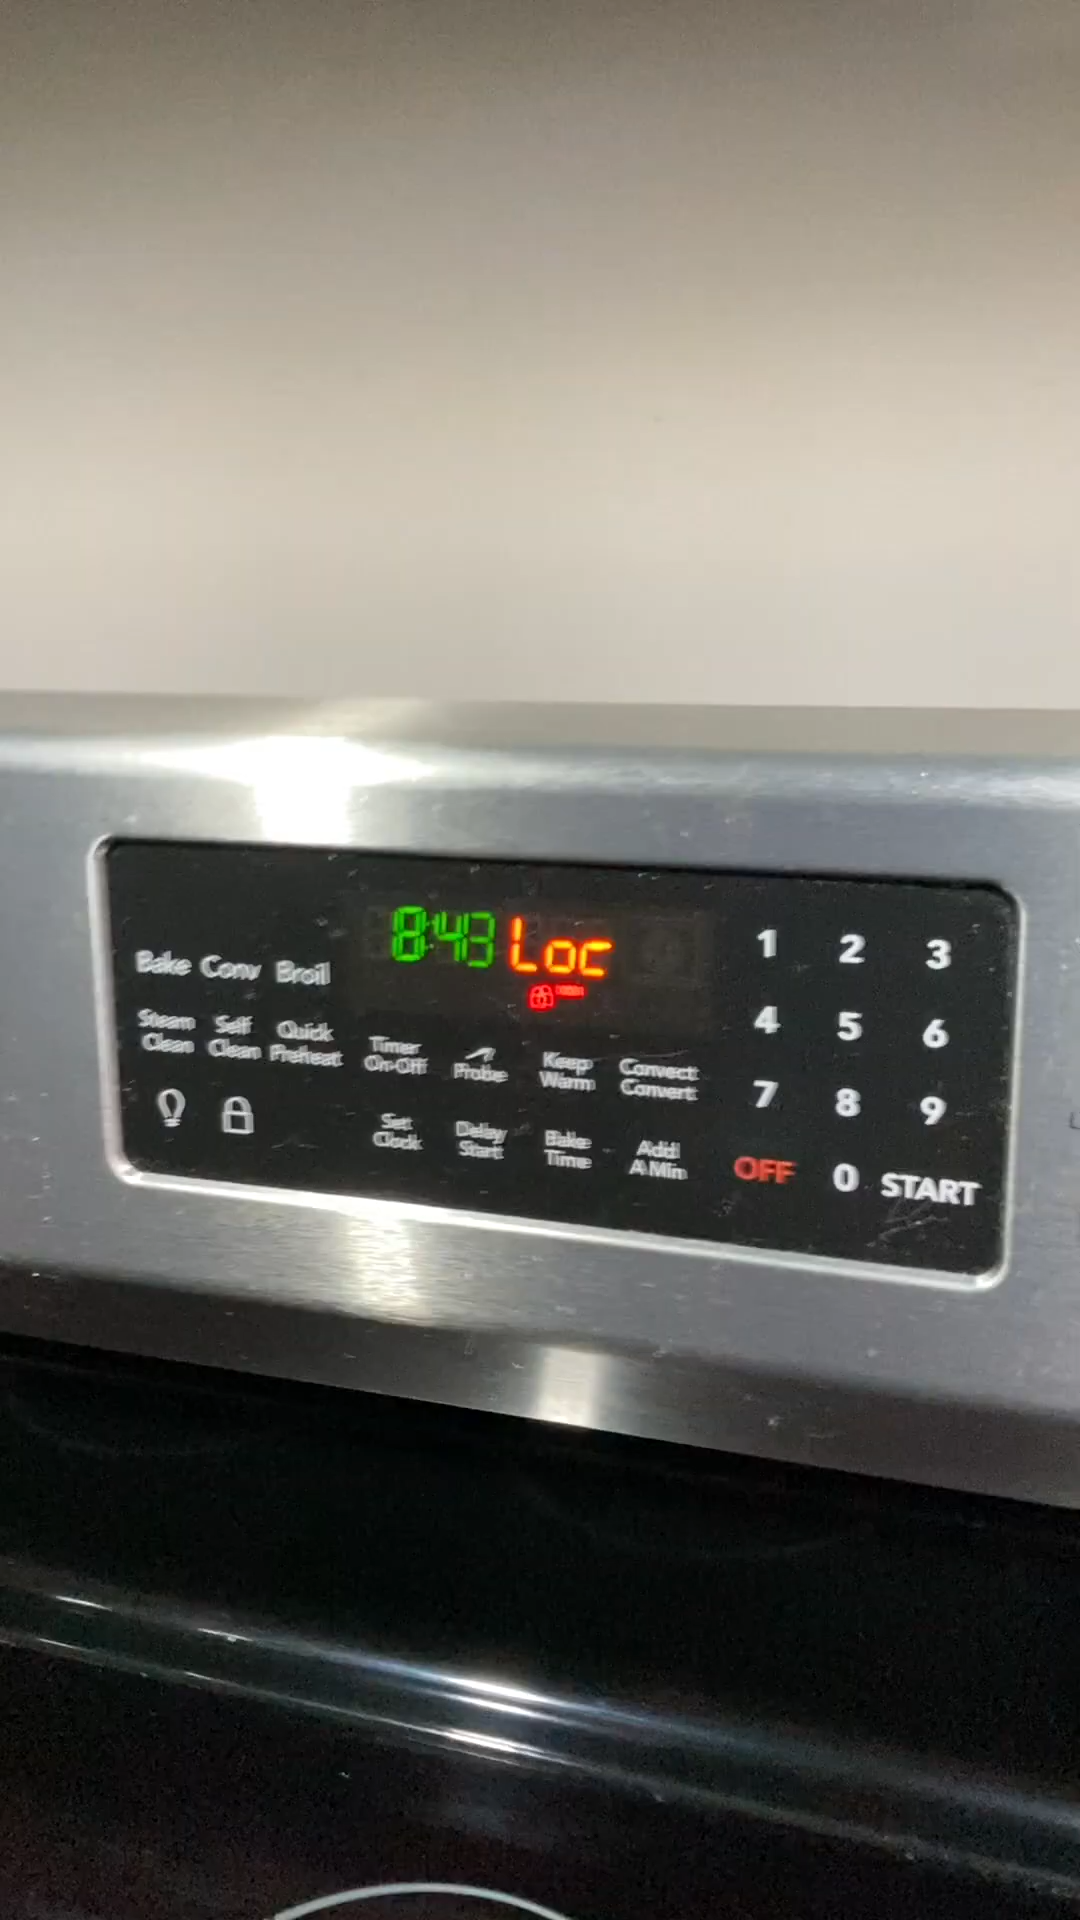 8:43 Loc
Bake Conv Broil
Steam Clean
Self Clean
Quick Preheat
Timer On-Off
Probe
Keep Warm
Convect Convert
Set Clock
Delay Start
Bake Time
Add A Min
1 2 3
4 5 6
7 8 9
OFF 0 START